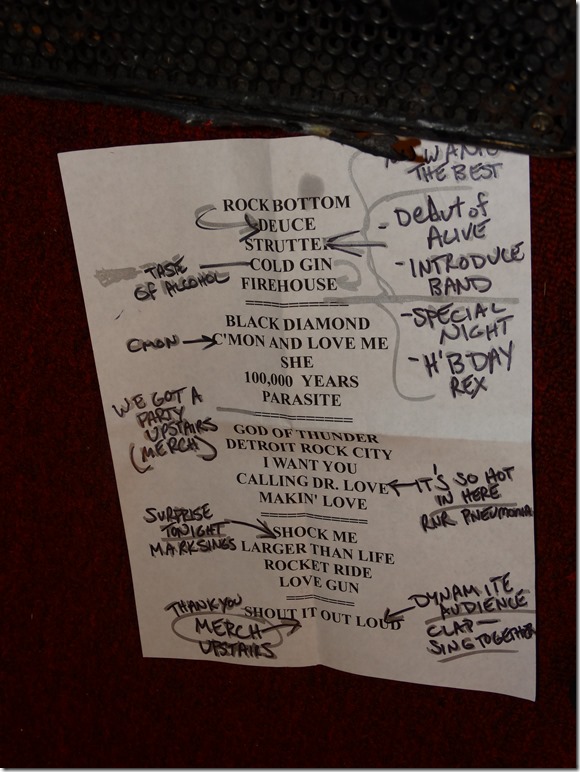 WANTE
THE BEST
ROCK BOTTOM
DEUCE
STRUTTER
COLD GIN
FIREHOUSE
- DEBUT OF
ALIVE
- INTRODUCE
BAND
- SPECIAL
NIGHT
- H'B DAY
REX
TASTE
OF ALCOHOL
==============
BLACK DIAMOND
C'MON AND LOVE ME
SHE
100,000 YEARS
PARASITE
CMON
==============
WE GOT A
PARTY
UPSTAIRS
(MERCH)
GOD OF THUNDER
DETROIT ROCK CITY
I WANT YOU
CALLING DR. LOVE
MAKIN' LOVE
IT'S SO HOT
IN HERE
RNR PNEUMONIA
==============
SURPRISE
TONIGHT
MARK SINGS
SHOCK ME
LARGER THAN LIFE
ROCKET RIDE
LOVE GUN
==============
SHOUT IT OUT LOUD
THANK YOU
MERCH
UPSTAIRS
DYNAMITE
AUDIENCE
CLAP —
SING TOGETHER